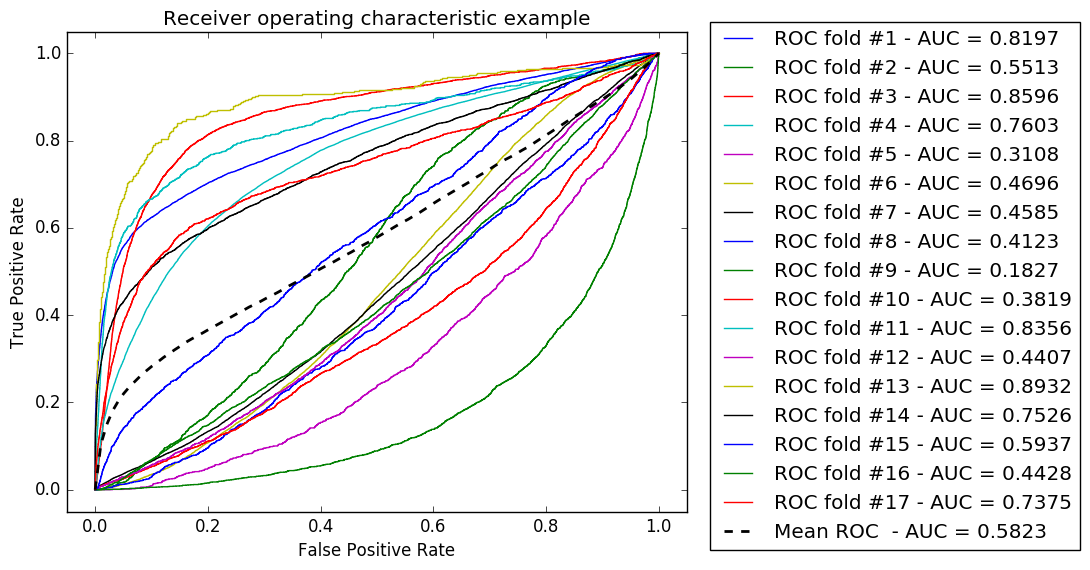 Receiver operating characteristic example
1.0
0.8
0.6
0.4
0.2
0.0
True Positive Rate
0.0 0.2 0.4 0.6 0.8 1.0
False Positive Rate
ROC fold #1 - AUC = 0.8197
ROC fold #2 - AUC = 0.5513
ROC fold #3 - AUC = 0.8596
ROC fold #4 - AUC = 0.7603
ROC fold #5 - AUC = 0.3108
ROC fold #6 - AUC = 0.4696
ROC fold #7 - AUC = 0.4585
ROC fold #8 - AUC = 0.4123
ROC fold #9 - AUC = 0.1827
ROC fold #10 - AUC = 0.3819
ROC fold #11 - AUC = 0.8356
ROC fold #12 - AUC = 0.4407
ROC fold #13 - AUC = 0.8932
ROC fold #14 - AUC = 0.7526
ROC fold #15 - AUC = 0.5937
ROC fold #16 - AUC = 0.4428
ROC fold #17 - AUC = 0.7375
Mean ROC  - AUC = 0.5823